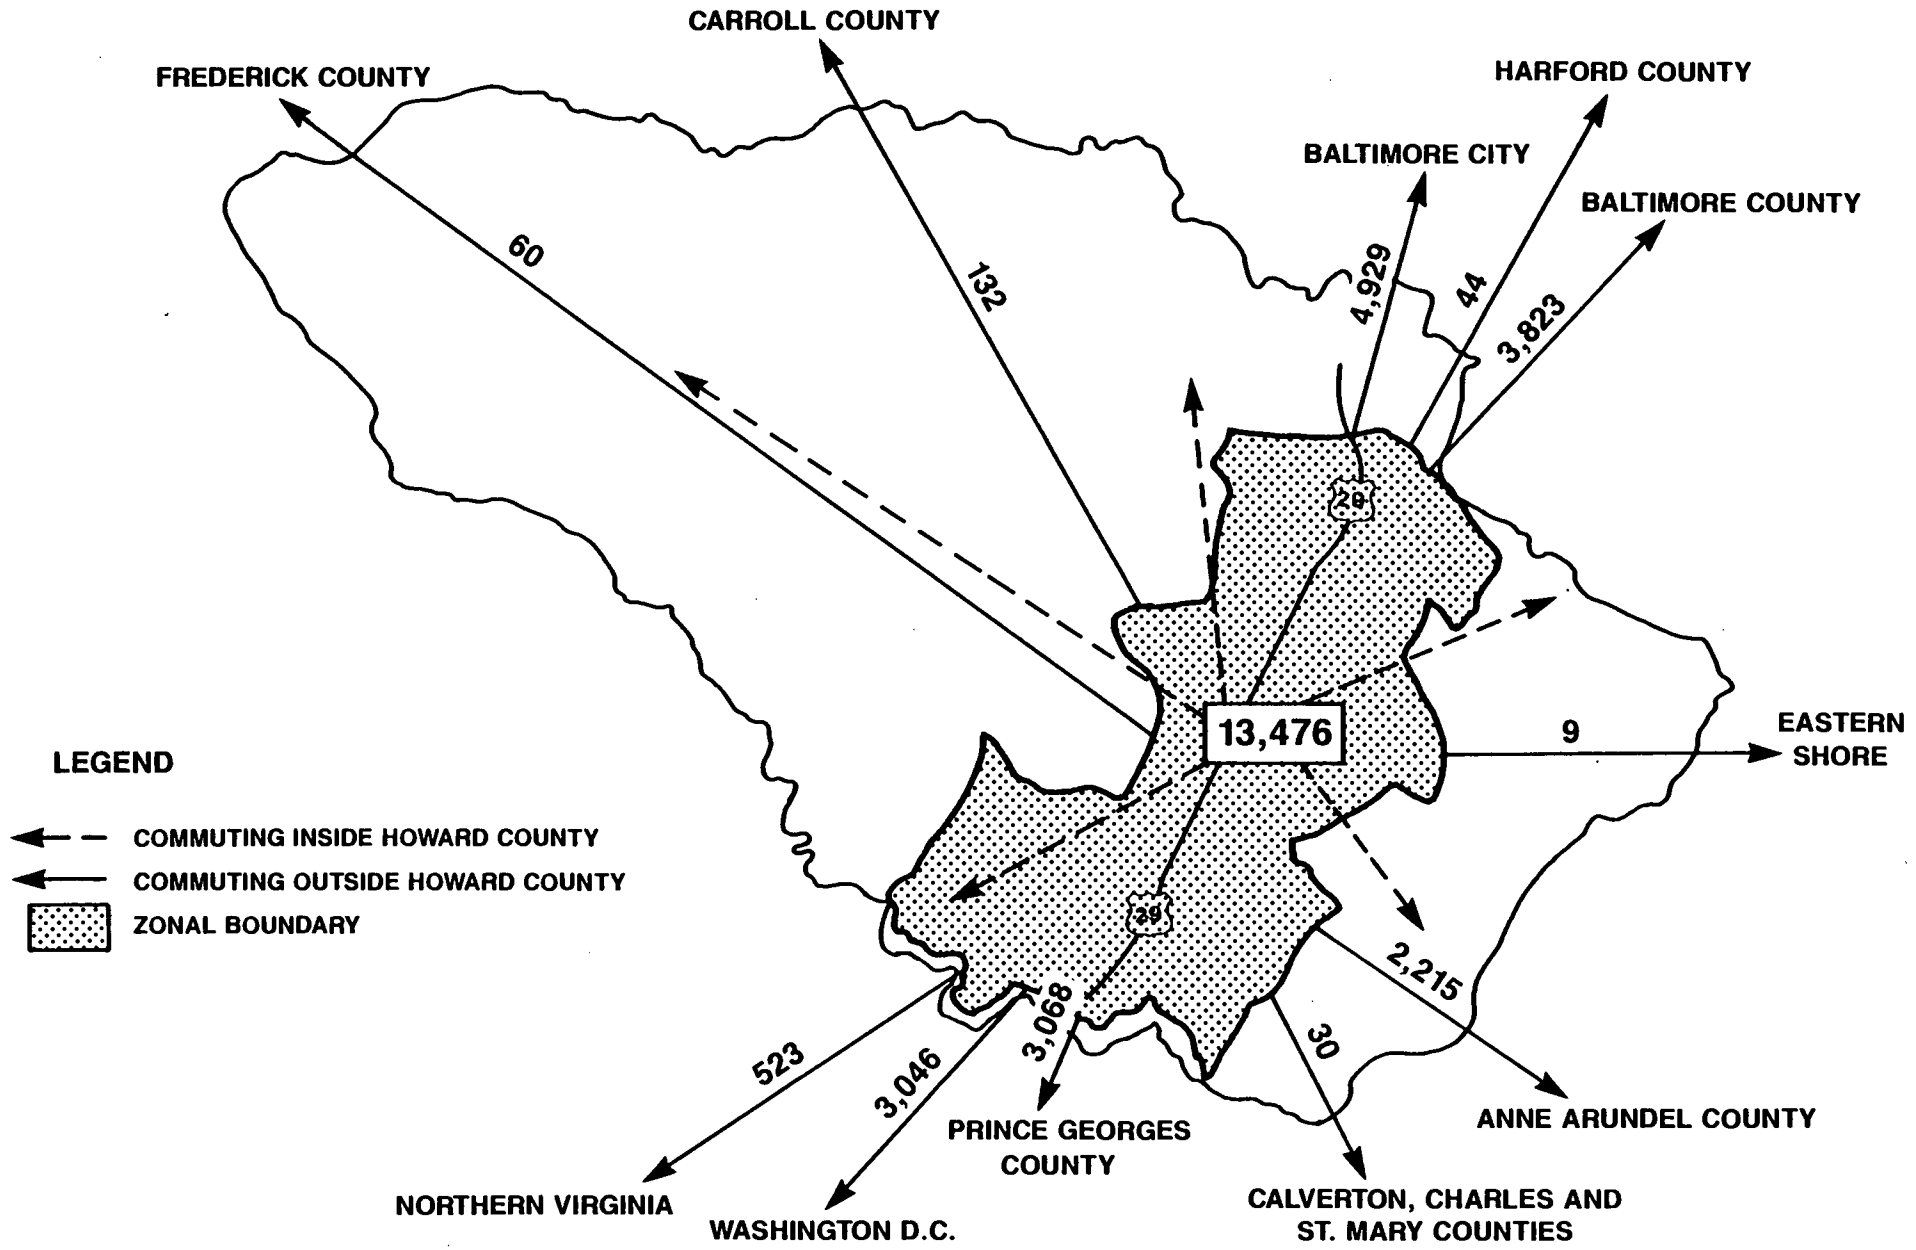 CARROLL COUNTY
FREDERICK COUNTY
HARFORD COUNTY
BALTIMORE CITY
BALTIMORE COUNTY
60
132
4,929
44
3,823
29
13,476
9
EASTERN
SHORE
LEGEND
COMMUTING INSIDE HOWARD COUNTY
COMMUTING OUTSIDE HOWARD COUNTY
ZONAL BOUNDARY
29
2,215
523
3,046
3,068
30
PRINCE GEORGES
COUNTY
ANNE ARUNDEL COUNTY
NORTHERN VIRGINIA
WASHINGTON D.C.
CALVERTON, CHARLES AND
ST. MARY COUNTIES